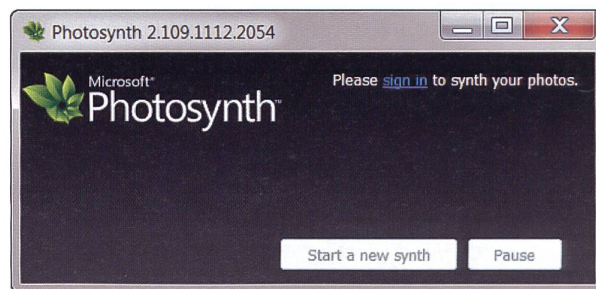 Photosynth 2.109.1112.2054
Microsoft®
Photosynth™
Please sign in to synth your photos.
Start a new synth
Pause